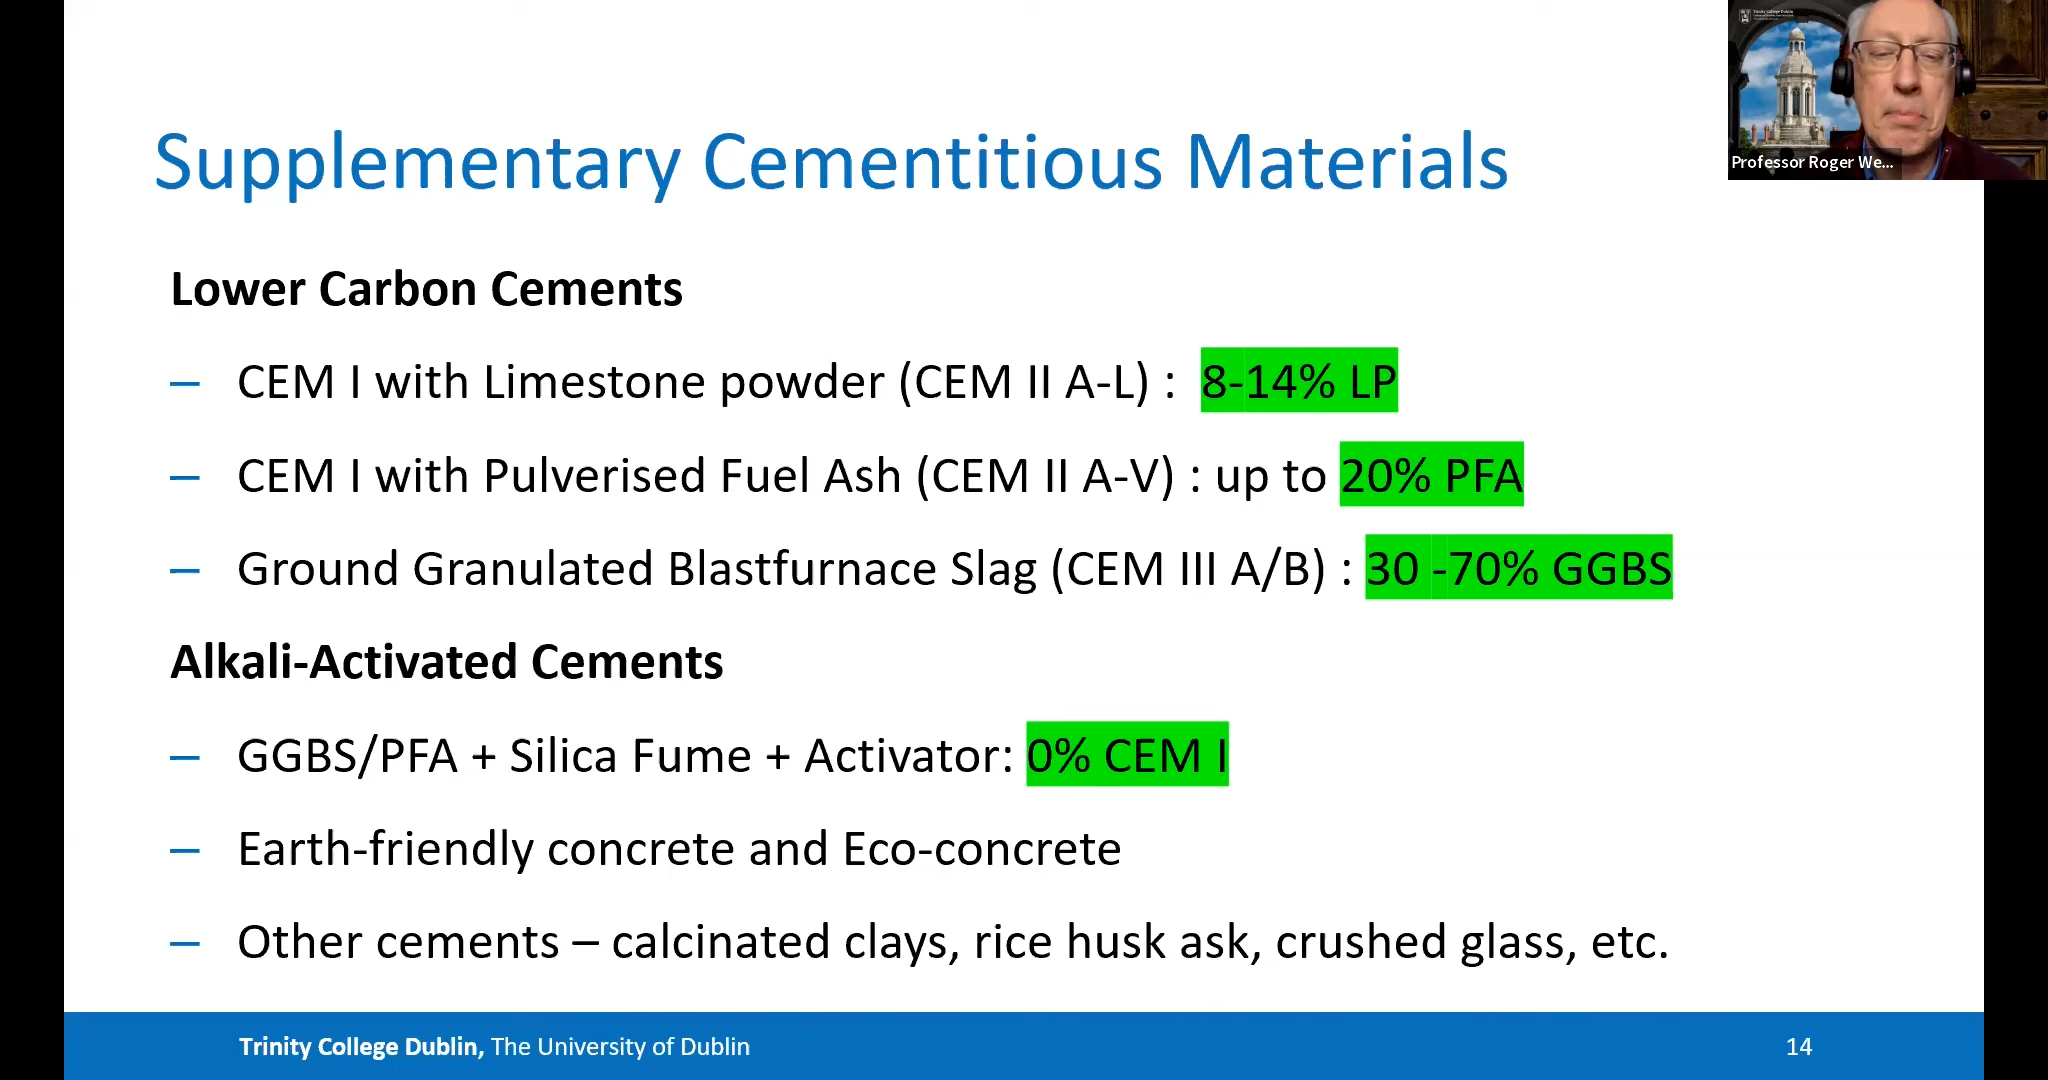 Trinity College Dublin
Professor Roger We...
Supplementary Cementitious Materials
Lower Carbon Cements
– CEM I with Limestone powder (CEM II A-L) : 8-14% LP
– CEM I with Pulverised Fuel Ash (CEM II A-V) : up to 20% PFA
– Ground Granulated Blastfurnace Slag (CEM III A/B) : 30 -70% GGBS
Alkali-Activated Cements
– GGBS/PFA + Silica Fume + Activator: 0% CEM I
– Earth-friendly concrete and Eco-concrete
– Other cements – calcinated clays, rice husk ask, crushed glass, etc.
Trinity College Dublin, The University of Dublin
14